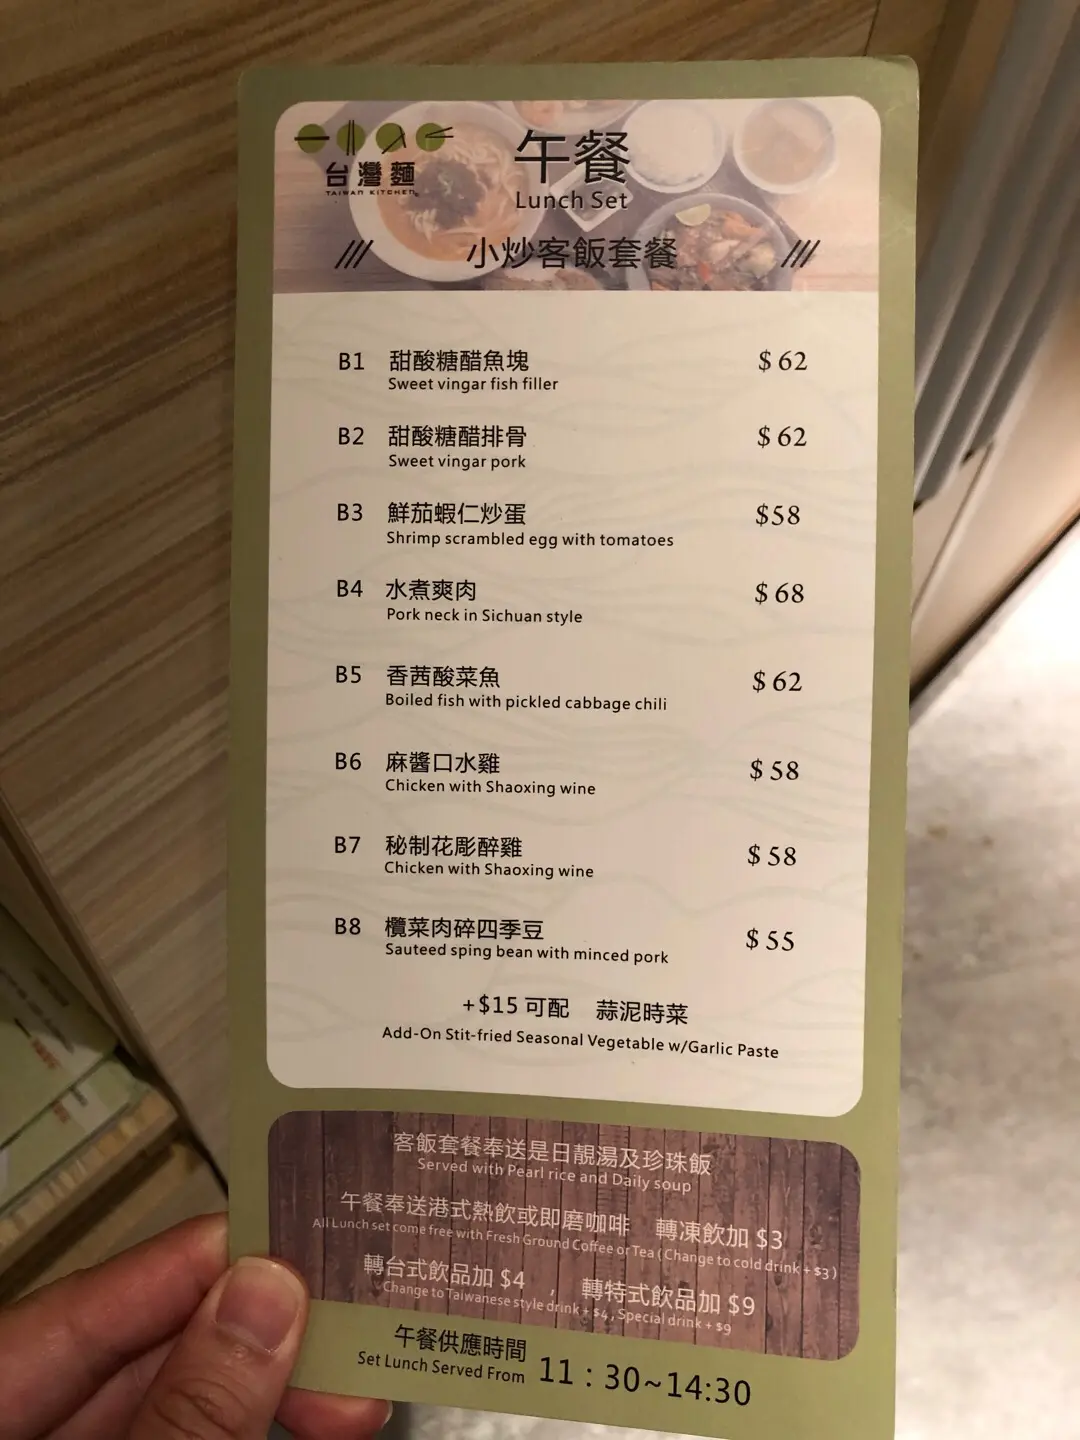 台灣麵
TAIWAN KITCHEN
午餐
Lunch Set
小炒客飯套餐
B1 甜酸糖醋魚塊 $62
Sweet vingar fish filler
B2 甜酸糖醋排骨 $62
Sweet vingar pork
B3 鮮茄蝦仁炒蛋 $58
Shrimp scrambled egg with tomatoes
B4 水煮爽肉 $68
Pork neck in Sichuan style
B5 香茜酸菜魚 $62
Boiled fish with pickled cabbage chili
B6 麻醬口水雞 $58
Chicken with Shaoxing wine
B7 秘制花彫醉雞 $58
Chicken with Shaoxing wine
B8 欖菜肉碎四季豆 $55
Sauteed sping bean with minced pork
+$15 可配 蒜泥時菜
Add-On Stit-fried Seasonal Vegetable w/Garlic Paste
客飯套餐奉送是日靚湯及珍珠飯
Served with Pearl rice and Daily soup
午餐奉送港式熱飲或即磨咖啡 轉凍飲加 $3
All Lunch set come free with Fresh Ground Coffee or Tea ( Change to cold drink + $3 )
轉台式飲品加 $4 , 轉特式飲品加 $9
Change to Taiwanese style drink + $4 , Special drink + $9
午餐供應時間
Set Lunch Served From 11 : 30~14:30